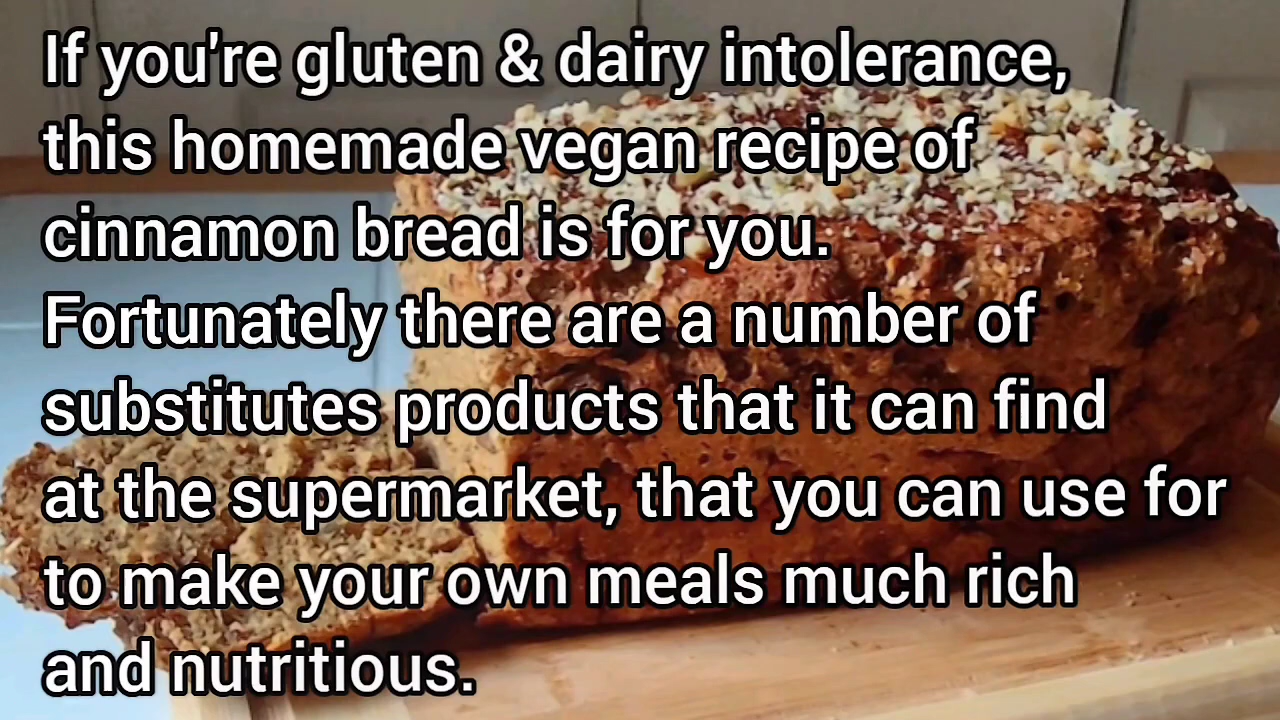 If you're gluten & dairy intolerance,
this homemade vegan recipe of
cinnamon bread is for you.
Fortunately there are a number of
substitutes products that it can find
at the supermarket, that you can use for
to make your own meals much rich
and nutritious.